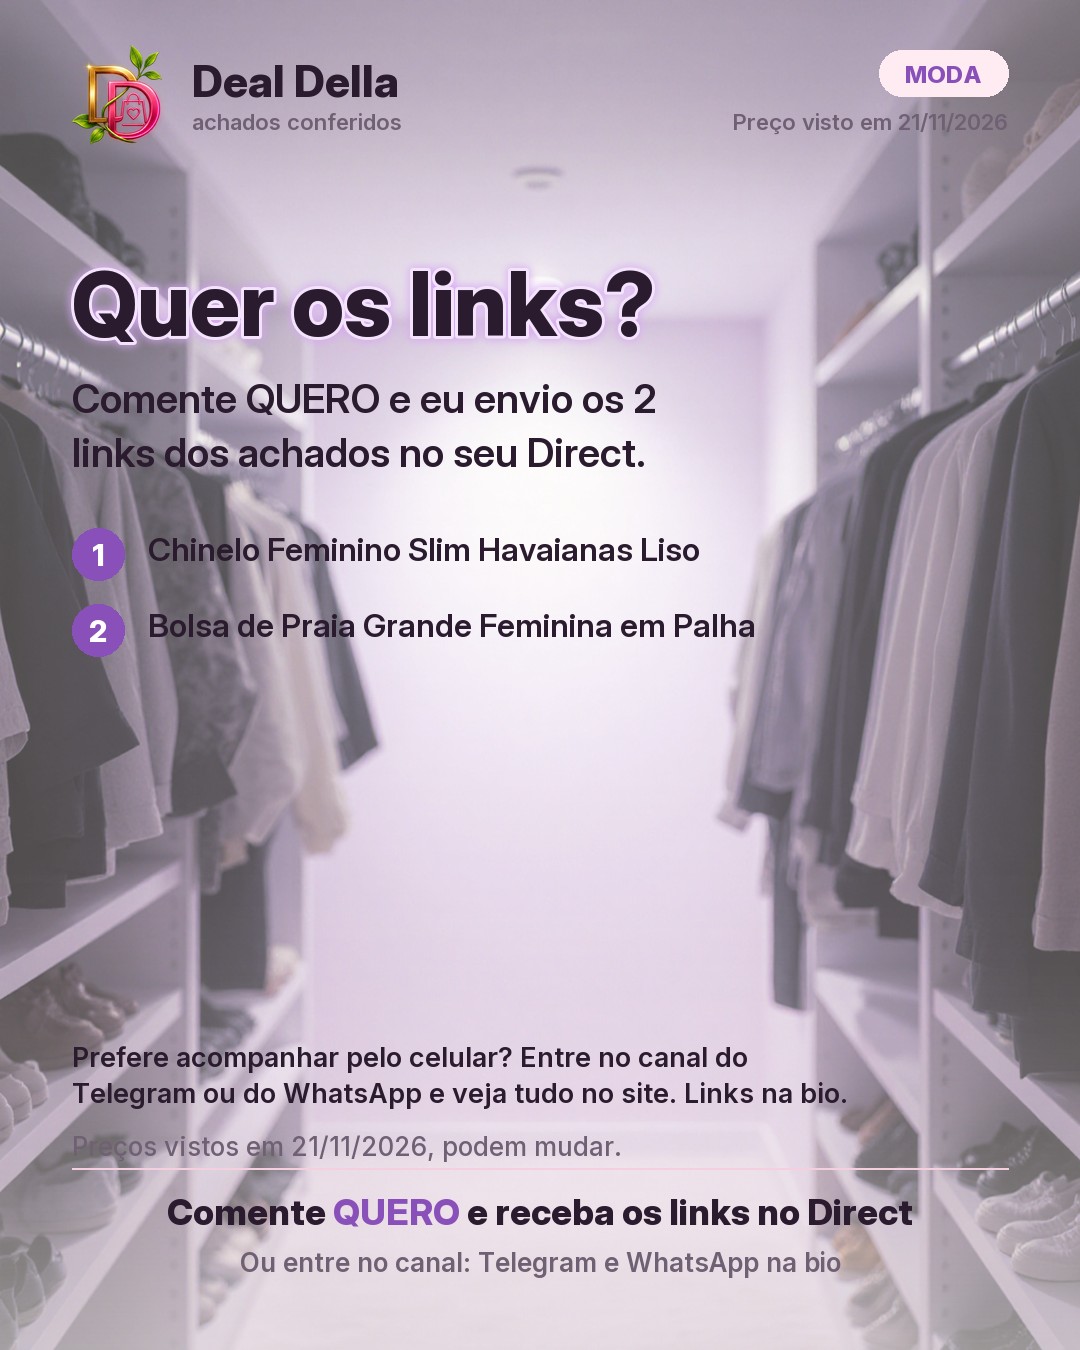 Deal Della
achados conferidos
MODA
Preço visto em 21/11/2026
Quer os links?
Comente QUERO e eu envio os 2
links dos achados no seu Direct.
1 Chinelo Feminino Slim Havaianas Liso
2 Bolsa de Praia Grande Feminina em Palha
Prefere acompanhar pelo celular? Entre no canal do
Telegram ou do WhatsApp e veja tudo no site. Links na bio.
Preços vistos em 21/11/2026, podem mudar.
Comente QUERO e receba os links no Direct
Ou entre no canal: Telegram e WhatsApp na bio